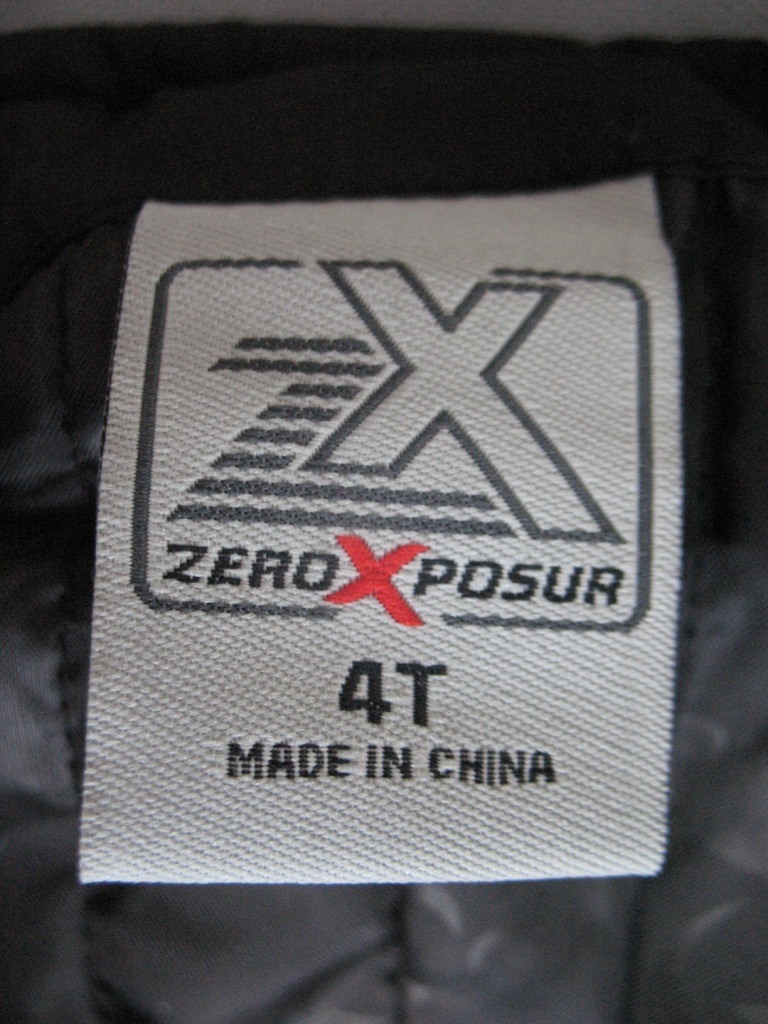 ZX
ZEROXPOSUR
4T
MADE IN CHINA